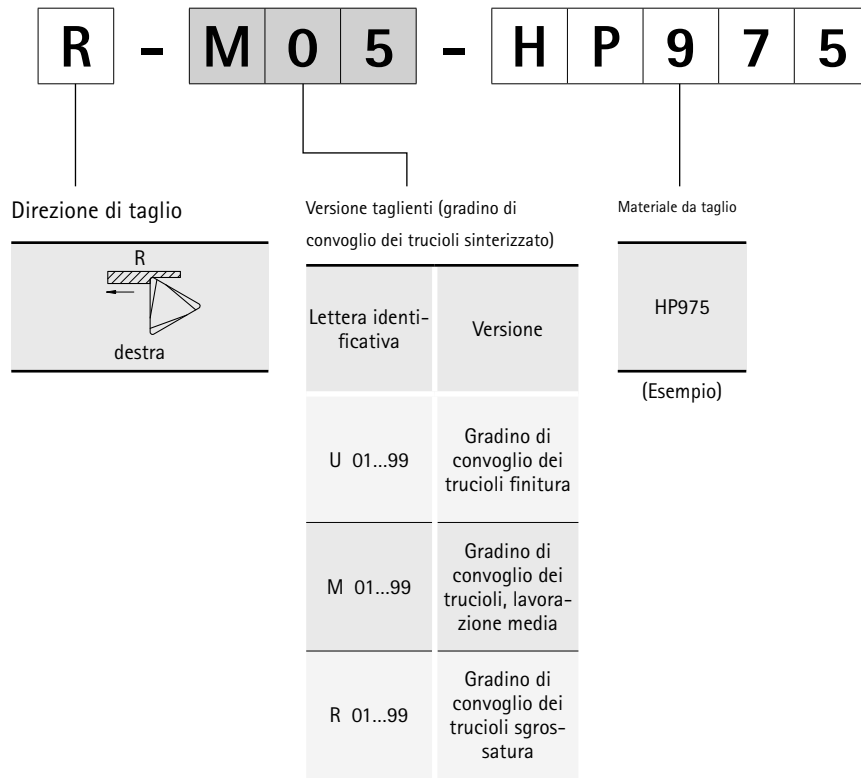 R - M 0 5 - H P 9 7 5
Direzione di taglio
R
destra
Versione taglienti (gradino di
convoglio dei trucioli sinterizzato)
Lettera identi-
ficativa
Versione
U 01...99
Gradino di
convoglio dei
trucioli finitura
M 01...99
Gradino di
convoglio dei
trucioli, lavora-
zione media
R 01...99
Gradino di
convoglio dei
trucioli sgros-
satura
Materiale da taglio
HP975
(Esempio)